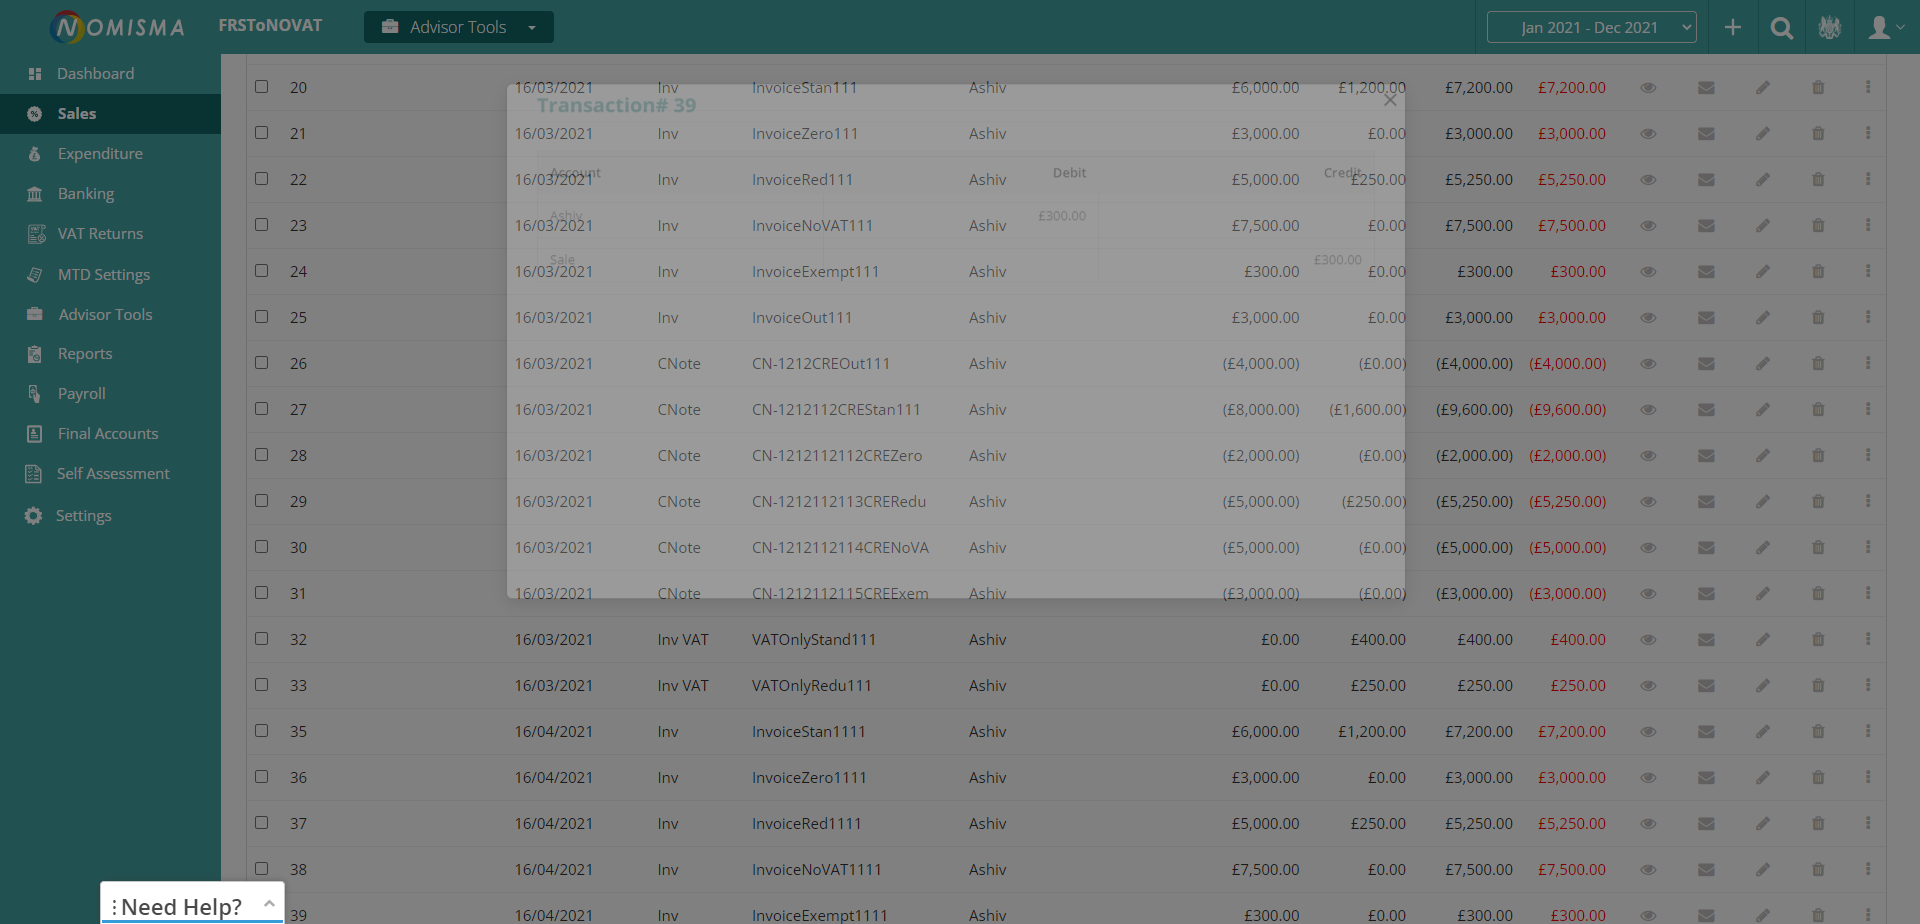 NOMISMA FRSToNOVAT Advisor Tools Jan 2021 - Dec 2021
Dashboard
Sales
Expenditure
Banking
VAT Returns
MTD Settings
Advisor Tools
Reports
Payroll
Final Accounts
Self Assessment
Settings
Transaction# 39
Account Debit Credit
Ashiv £300.00
Sale £300.00
20 16/03/2021 Inv InvoiceStan111 Ashiv £6,000.00 £1,200.00 £7,200.00 £7,200.00
21 16/03/2021 Inv InvoiceZero111 Ashiv £3,000.00 £0.00 £3,000.00 £3,000.00
22 16/03/2021 Inv InvoiceRed111 Ashiv £5,000.00 £250.00 £5,250.00 £5,250.00
23 16/03/2021 Inv InvoiceNoVAT111 Ashiv £7,500.00 £0.00 £7,500.00 £7,500.00
24 16/03/2021 Inv InvoiceExempt111 Ashiv £300.00 £0.00 £300.00 £300.00
25 16/03/2021 Inv InvoiceOut111 Ashiv £3,000.00 £0.00 £3,000.00 £3,000.00
26 16/03/2021 CNote CN-1212CREOut111 Ashiv (£4,000.00) (£0.00) (£4,000.00) (£4,000.00)
27 16/03/2021 CNote CN-1212112CREStan111 Ashiv (£8,000.00) (£1,600.00) (£9,600.00) (£9,600.00)
28 16/03/2021 CNote CN-1212112112CREZero Ashiv (£2,000.00) (£0.00) (£2,000.00) (£2,000.00)
29 16/03/2021 CNote CN-1212112113CRERedu Ashiv (£5,000.00) (£250.00) (£5,250.00) (£5,250.00)
30 16/03/2021 CNote CN-1212112114CRENoVA Ashiv (£5,000.00) (£0.00) (£5,000.00) (£5,000.00)
31 16/03/2021 CNote CN-1212112115CREExem Ashiv (£3,000.00) (£0.00) (£3,000.00) (£3,000.00)
32 16/03/2021 Inv VAT VATOnlyStand111 Ashiv £0.00 £400.00 £400.00 £400.00
33 16/03/2021 Inv VAT VATOnlyRedu111 Ashiv £0.00 £250.00 £250.00 £250.00
35 16/04/2021 Inv InvoiceStan1111 Ashiv £6,000.00 £1,200.00 £7,200.00 £7,200.00
36 16/04/2021 Inv InvoiceZero1111 Ashiv £3,000.00 £0.00 £3,000.00 £3,000.00
37 16/04/2021 Inv InvoiceRed1111 Ashiv £5,000.00 £250.00 £5,250.00 £5,250.00
38 16/04/2021 Inv InvoiceNoVAT1111 Ashiv £7,500.00 £0.00 £7,500.00 £7,500.00
39 16/04/2021 Inv InvoiceExempt1111 Ashiv £300.00 £0.00 £300.00 £300.00
Need Help?